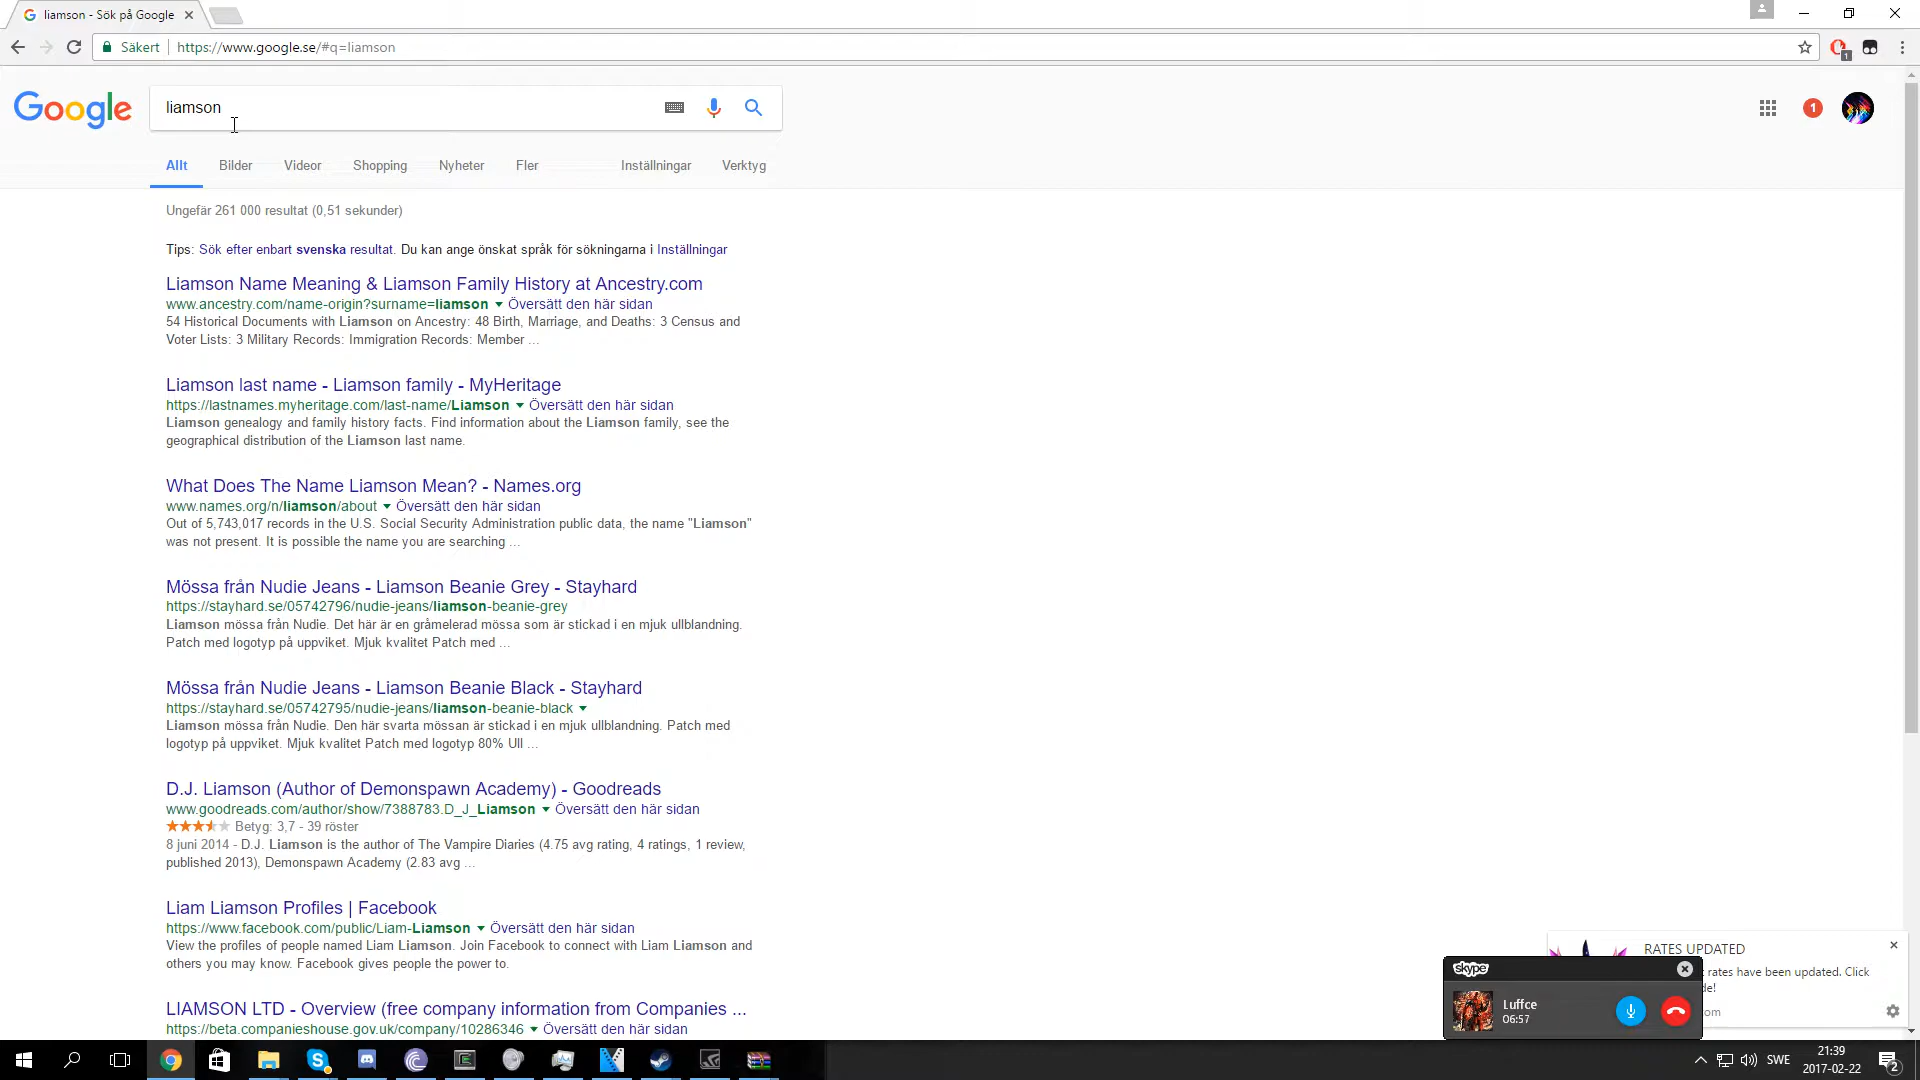 liamson - Sök på Google
Säkert
https://www.google.se/#q=liamson
1
Google
liamson
1
Allt
Bilder
Videor
Shopping
Nyheter
Fler
Inställningar
Verktyg
Ungefär 261 000 resultat (0,51 sekunder)
Tips: Sök efter enbart svenska resultat. Du kan ange önskat språk för sökningarna i Inställningar
Liamson Name Meaning & Liamson Family History at Ancestry.com
www.ancestry.com/name-origin?surname=liamson Översätt den här sidan
54 Historical Documents with Liamson on Ancestry: 48 Birth, Marriage, and Deaths: 3 Census and
Voter Lists: 3 Military Records: Immigration Records: Member ...
Liamson last name - Liamson family - MyHeritage
https://lastnames.myheritage.com/last-name/Liamson Översätt den här sidan
Liamson genealogy and family history facts. Find information about the Liamson family, see the
geographical distribution of the Liamson last name.
What Does The Name Liamson Mean? - Names.org
www.names.org/n/liamson/about Översätt den här sidan
Out of 5,743,017 records in the U.S. Social Security Administration public data, the name "Liamson"
was not present. It is possible the name you are searching ...
Mössa från Nudie Jeans - Liamson Beanie Grey - Stayhard
https://stayhard.se/05742796/nudie-jeans/liamson-beanie-grey
Liamson mössa från Nudie. Det här är en gråmelerad mössa som är stickad i en mjuk ullblandning.
Patch med logotyp på uppviket. Mjuk kvalitet Patch med ...
Mössa från Nudie Jeans - Liamson Beanie Black - Stayhard
https://stayhard.se/05742795/nudie-jeans/liamson-beanie-black
Liamson mössa från Nudie. Den här svarta mössan är stickad i en mjuk ullblandning. Patch med
logotyp på uppviket. Mjuk kvalitet Patch med logotyp 80% Ull ...
D.J. Liamson (Author of Demonspawn Academy) - Goodreads
www.goodreads.com/author/show/7388783.D_J_Liamson Översätt den här sidan
Betyg: 3,7 - 39 röster
8 juni 2014 - D.J. Liamson is the author of The Vampire Diaries (4.75 avg rating, 4 ratings, 1 review,
published 2013), Demonspawn Academy (2.83 avg ...
Liam Liamson Profiles | Facebook
https://www.facebook.com/public/Liam-Liamson Översätt den här sidan
View the profiles of people named Liam Liamson. Join Facebook to connect with Liam Liamson and
others you may know. Facebook gives people the power to.
LIAMSON LTD - Overview (free company information from Companies ...
https://beta.companieshouse.gov.uk/company/10286346 Översätt den här sidan
RATES UPDATED
rates have been updated. Click
de!
om
skype
Luffce
06:57
SWE
21:39
2017-02-22
2